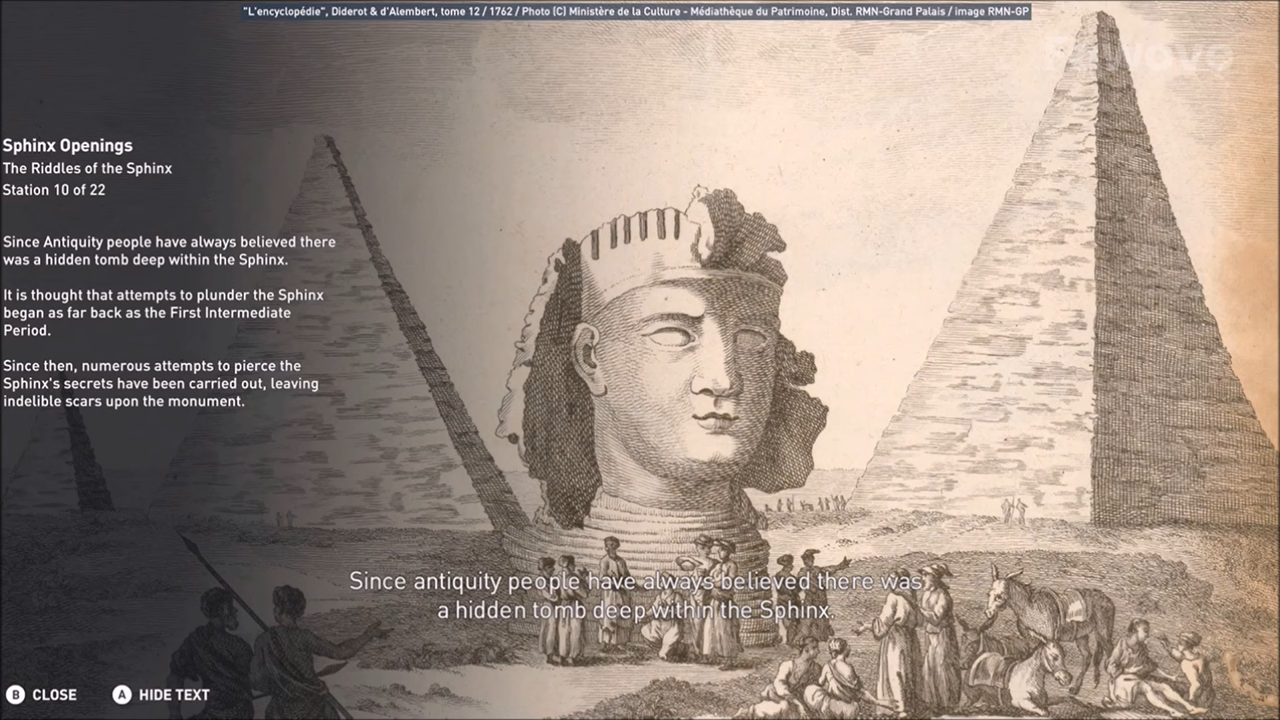 "L'encyclopédie", Diderot & d'Alembert, tome 12 / 1762 / Photo (C) Ministère de la Culture - Médiathèque du Patrimoine, Dist. RMN-Grand Palais / image RMN-GP
Sphinx Openings
The Riddles of the Sphinx
Station 10 of 22
Since Antiquity people have always believed there
was a hidden tomb deep within the Sphinx.
It is thought that attempts to plunder the Sphinx
began as far back as the First Intermediate
Period.
Since then, numerous attempts to pierce the
Sphinx's secrets have been carried out, leaving
indelible scars upon the monument.
Since antiquity people have always believed there was
a hidden tomb deep within the Sphinx.
B CLOSE A HIDE TEXT